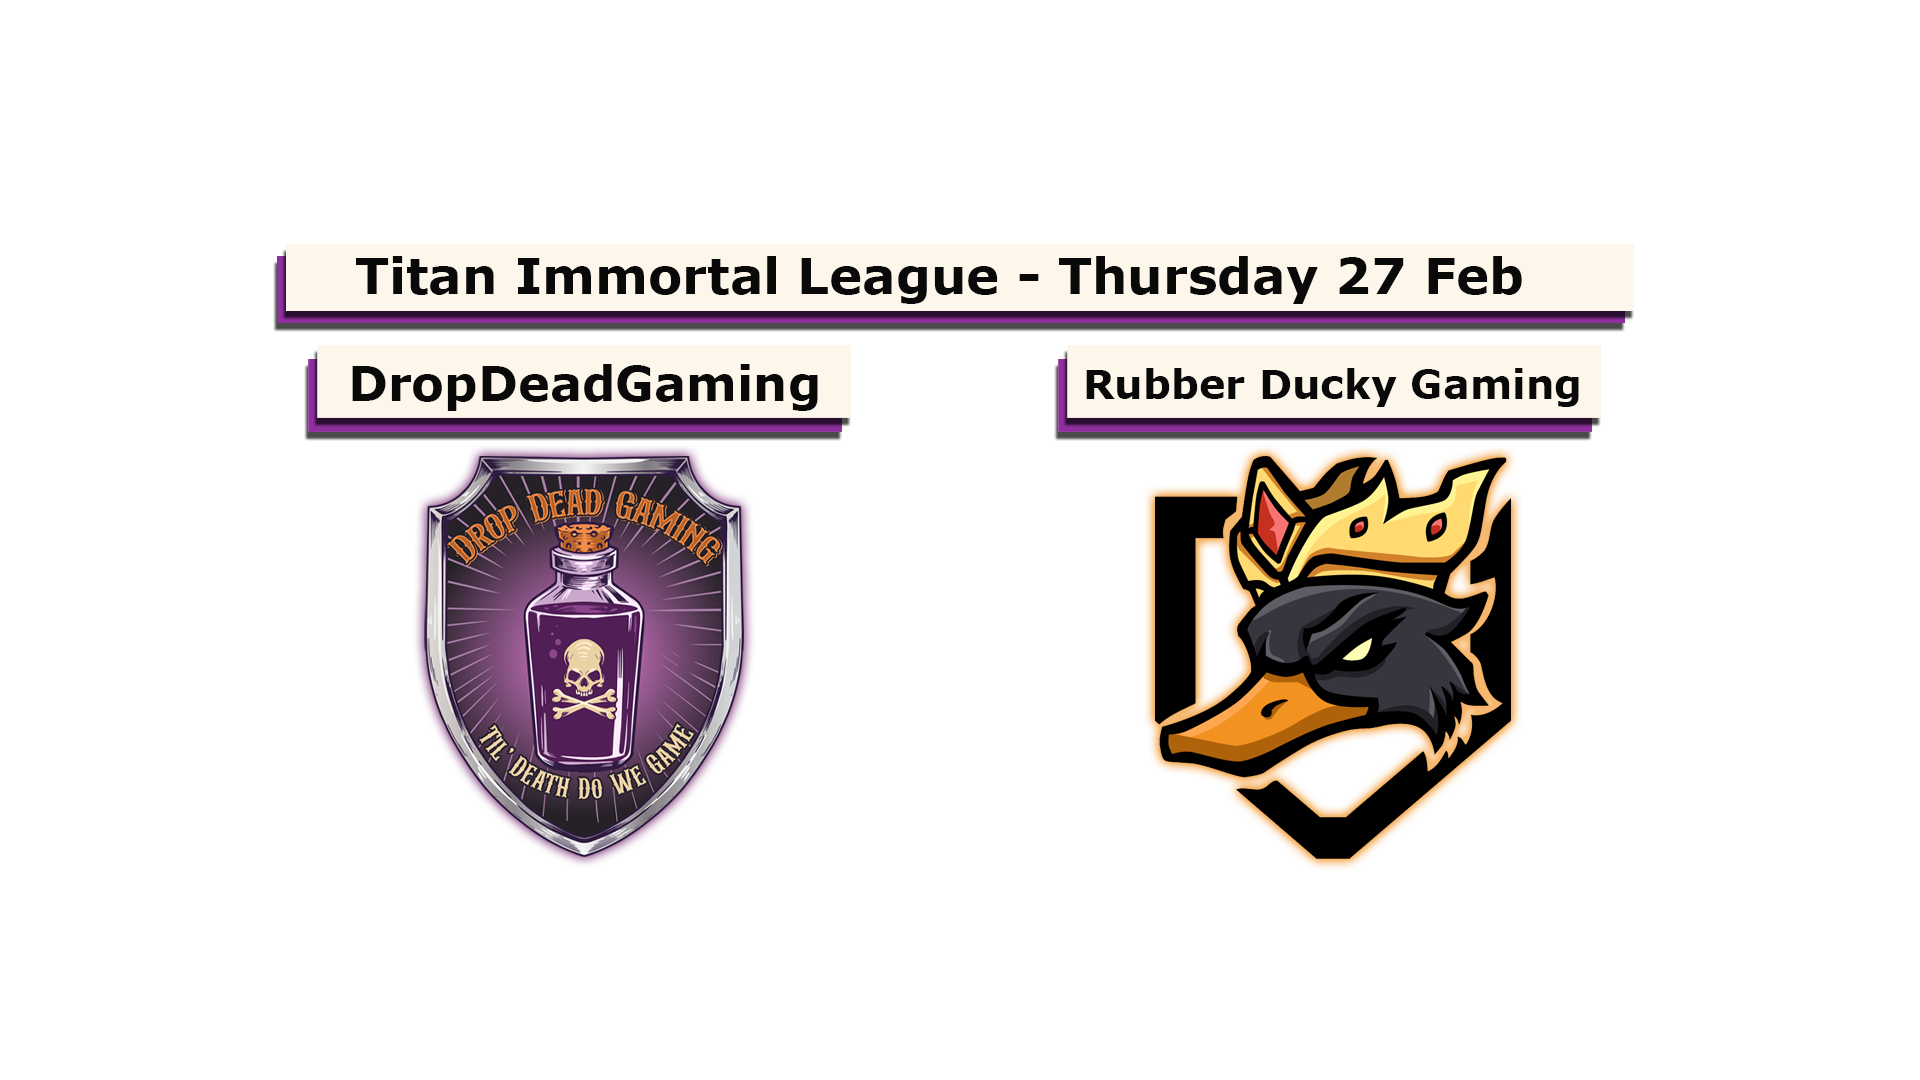 Titan Immortal League - Thursday 27 Feb
DropDeadGaming
Rubber Ducky Gaming
DROP DEAD GAMING
TIL' DEATH DO WE GAME